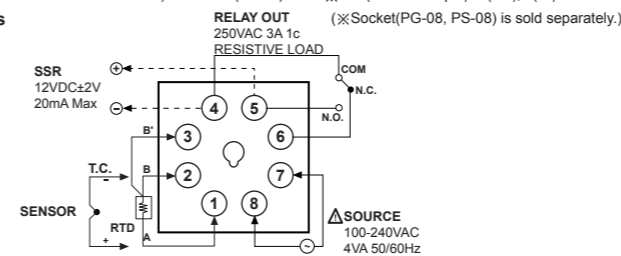 s
RELAY OUT
250VAC 3A 1c
RESISTIVE LOAD
(※Socket(PG-08, PS-08) is sold separately.)
SSR
12VDC±2V
20mA Max
+
−
COM
N.C.
N.O.
4
5
3
6
2
7
1
8
B'
B
A
T.C.
-
+
SENSOR
RTD
⚠SOURCE
100-240VAC
4VA 50/60Hz
~